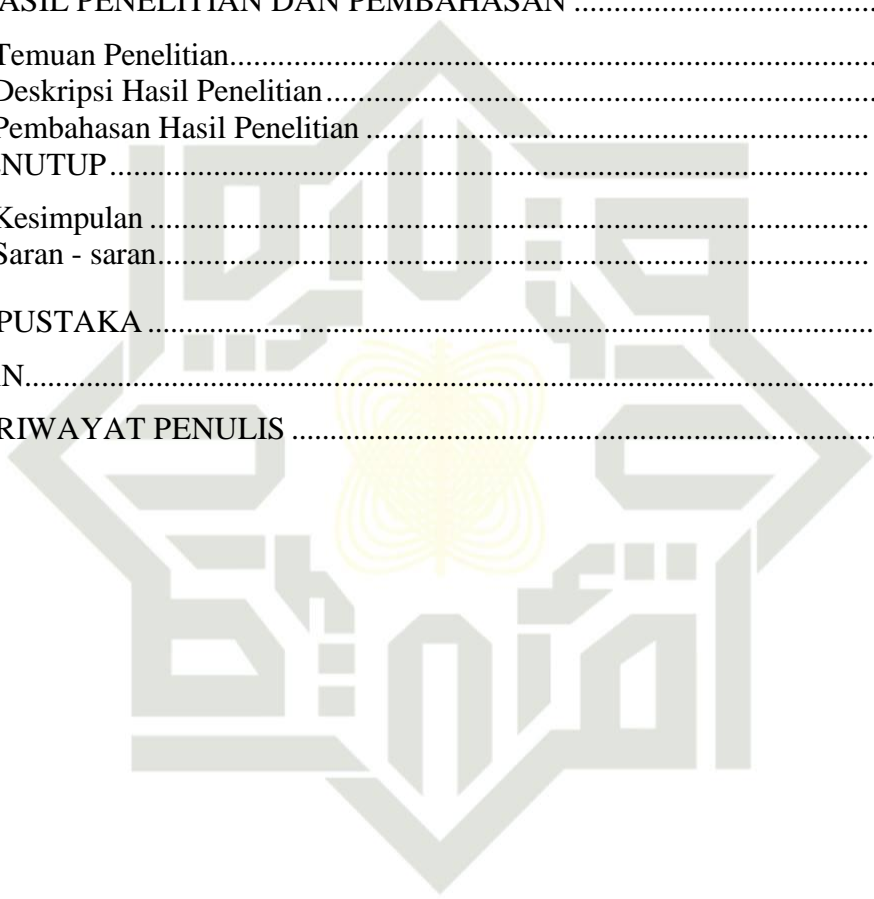 ASIL PENELITIAN DAN PEMBAHASAN ....................................
Temuan Penelitian.................................................................................
Deskripsi Hasil Penelitian.....................................................................
Pembahasan Hasil Penelitian ................................................................
NUTUP....................................................................................................
Kesimpulan ............................................................................................
Saran - saran...........................................................................................
PUSTAKA ...............................................................................................
N................................................................................................................
RIWAYAT PENULIS .............................................................................